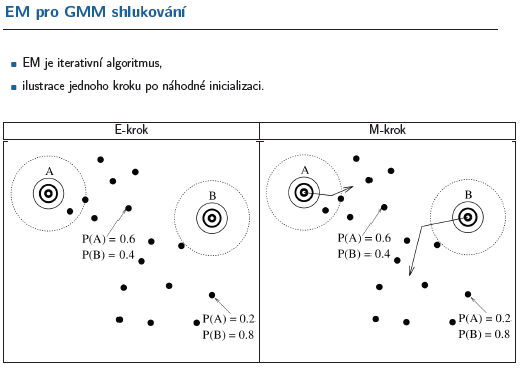 EM pro GMM shlukování
EM je iterativní algoritmus,
ilustrace jednoho kroku po náhodné inicializaci.
E-krok
M-krok
A
B
P(A) = 0.6
P(B) = 0.4
P(A) = 0.2
P(B) = 0.8
A
B
P(A) = 0.6
P(B) = 0.4
P(A) = 0.2
P(B) = 0.8